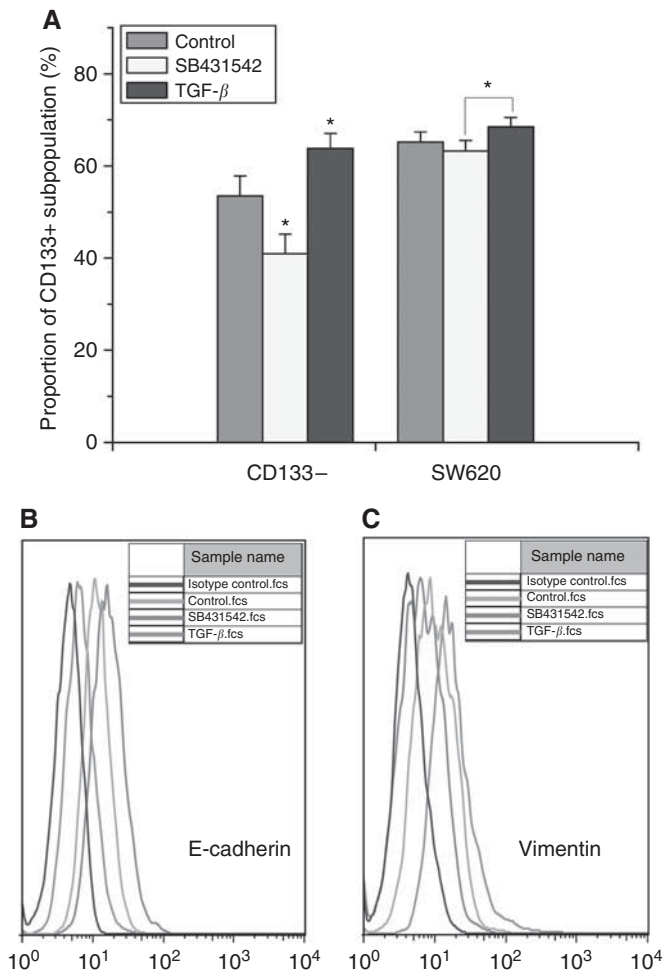 A
Control
SB431542
TGF-β
Proportion of CD133+ subpopulation (%)
80
60
40
20
0
*
*
*
CD133–
SW620
B
Sample name
Isotype control.fcs
Control.fcs
SB431542.fcs
TGF-β.fcs
E-cadherin
10⁰ 10¹ 10² 10³ 10⁴
C
Sample name
Isotype control.fcs
Control.fcs
SB431542.fcs
TGF-β.fcs
Vimentin
10⁰ 10¹ 10² 10³ 10⁴